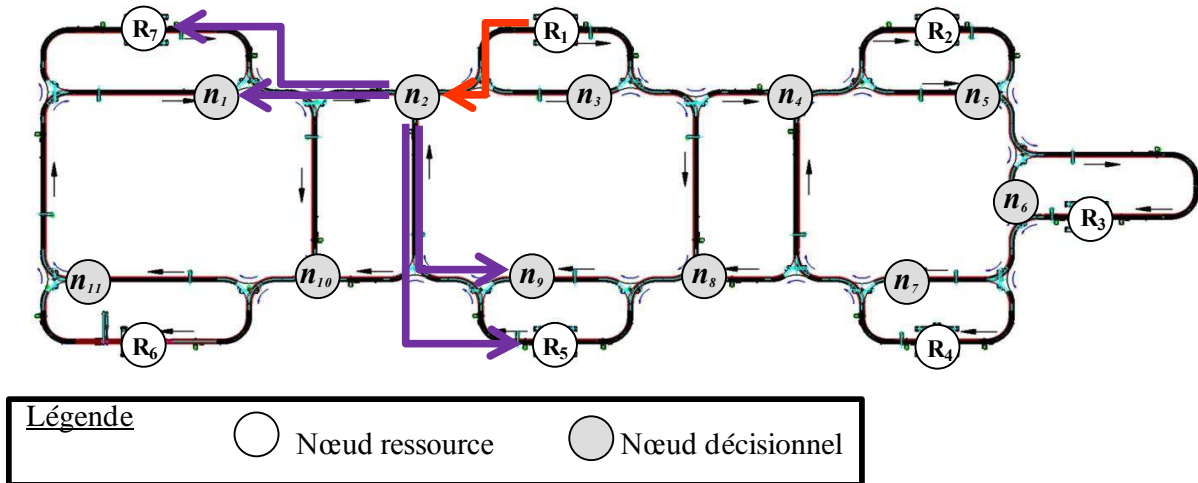 R7 R1 R2
n1 n2 n3 n4 n5
n6 R3
n11 n10 n9 n8 n7
R6 R5 R4
Légende
Nœud ressource Nœud décisionnel